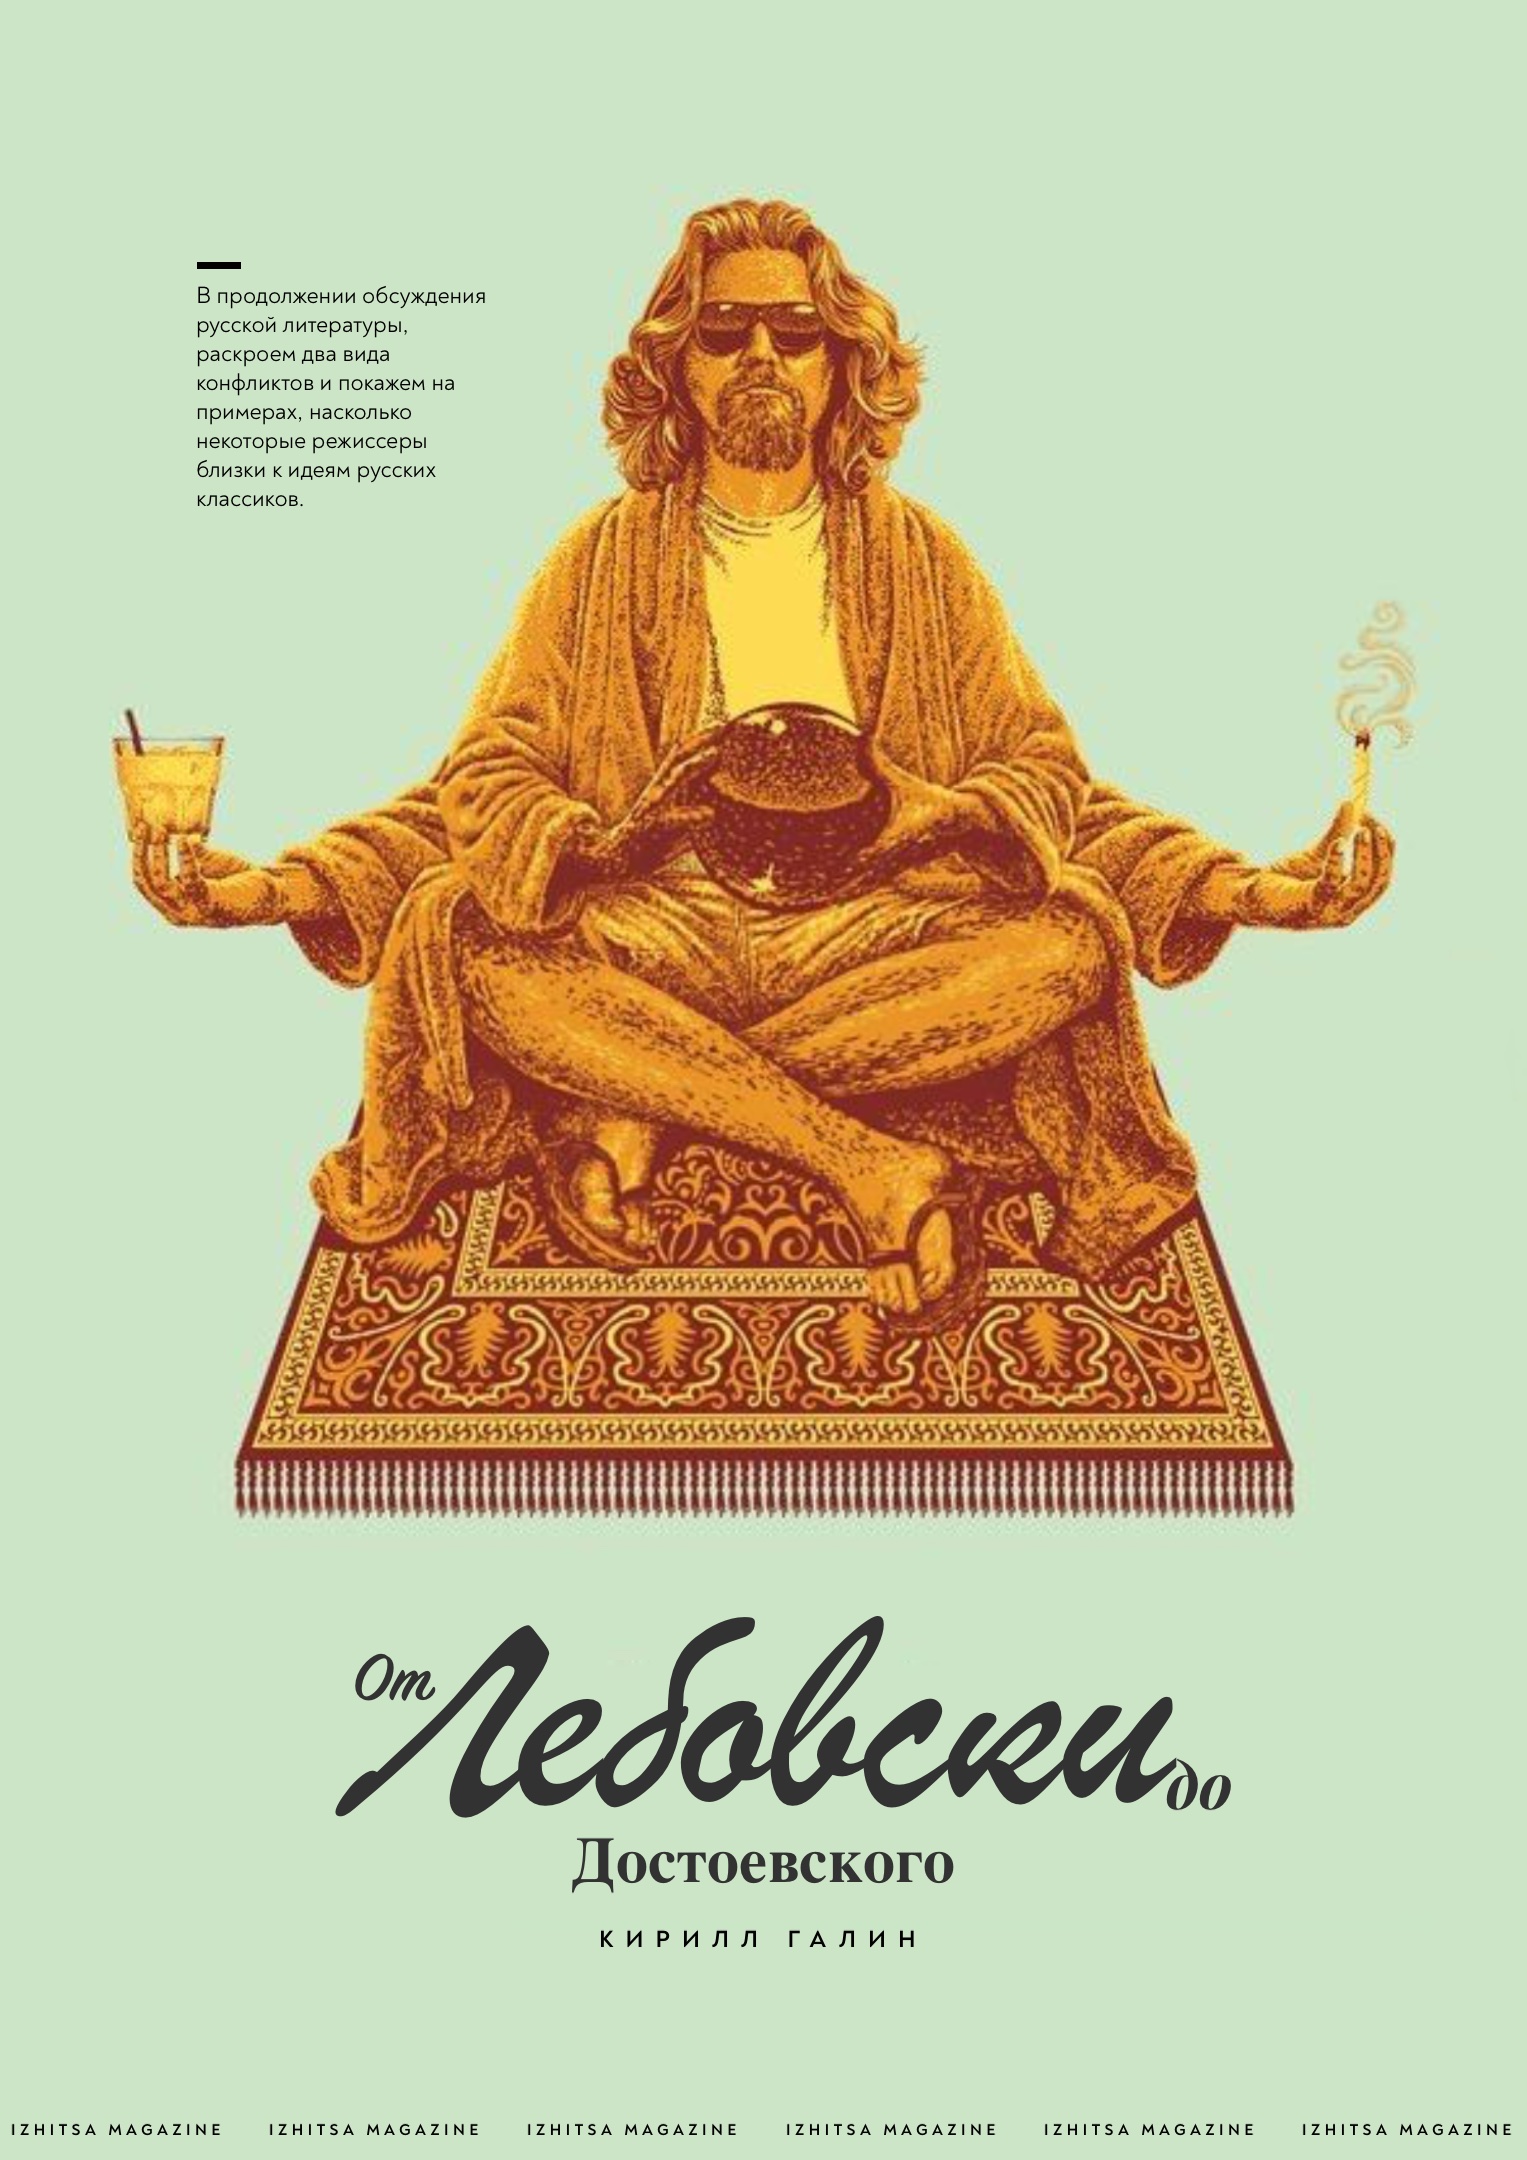 В продолжении обсуждения
русской литературы,
раскроем два вида
конфликтов и покажем на
примерах, насколько
некоторые режиссеры
близки к идеям русских
классиков.
От Лебовски до
Достоевского
КИРИЛЛ ГАЛИН
IZHITSA MAGAZINE IZHITSA MAGAZINE IZHITSA MAGAZINE IZHITSA MAGAZINE IZHITSA MAGAZINE IZHITSA MAGAZINE